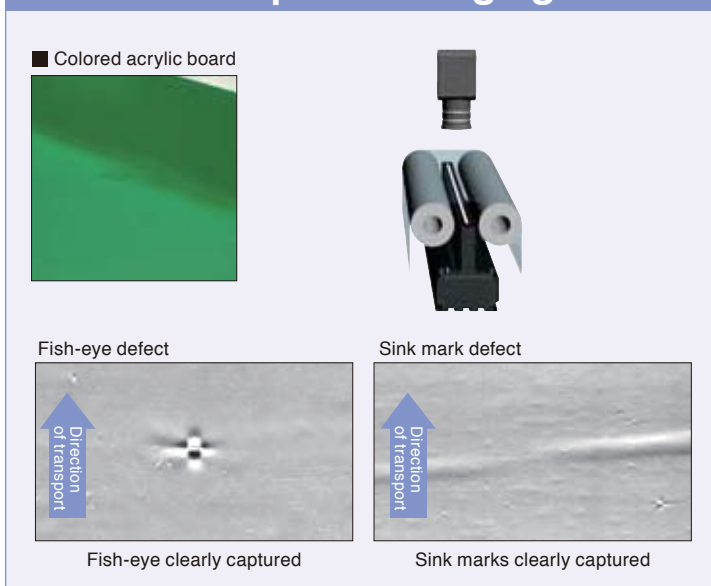 Colored acrylic board
Fish-eye defect
Sink mark defect
Direction
of transport
Direction
of transport
Fish-eye clearly captured
Sink marks clearly captured